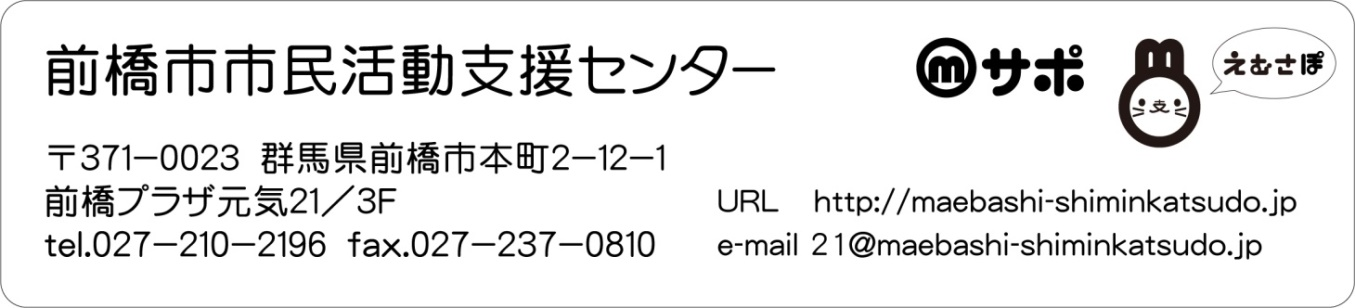 前橋市市民活動支援センター
mサポ
支
えむさぽ
〒371−0023 群馬県前橋市本町2−12−1
前橋プラザ元気21／3F
tel.027−210−2196 fax.027−237−0810
URL http://maebashi-shiminkatsudo.jp
e-mail 21@maebashi-shiminkatsudo.jp